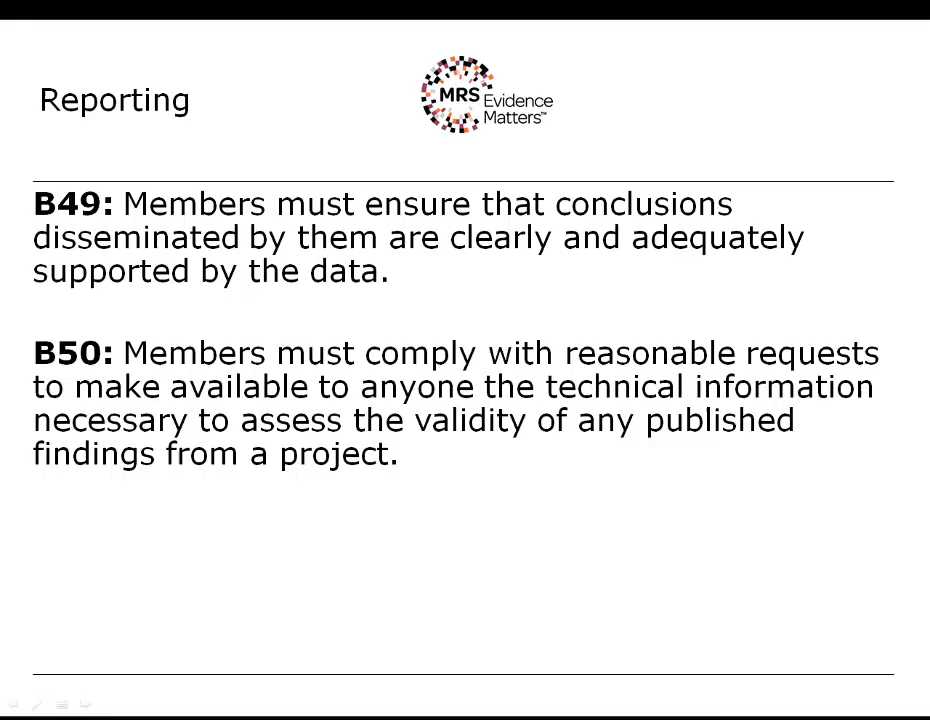 Reporting
MRS Evidence
Matters™
B49: Members must ensure that conclusions
disseminated by them are clearly and adequately
supported by the data.
B50: Members must comply with reasonable requests
to make available to anyone the technical information
necessary to assess the validity of any published
findings from a project.